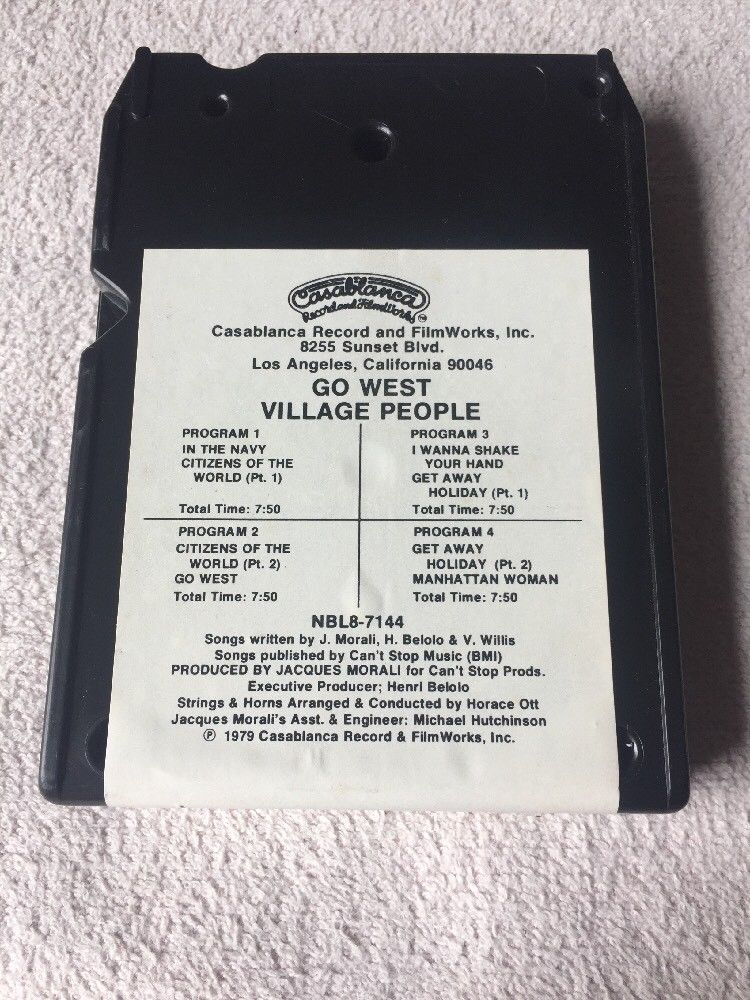 Casablanca
Record and FilmWorks TM
Casablanca Record and FilmWorks, Inc.
8255 Sunset Blvd.
Los Angeles, California 90046
GO WEST
VILLAGE PEOPLE
PROGRAM 1
IN THE NAVY
CITIZENS OF THE
WORLD (Pt. 1)
Total Time: 7:50
PROGRAM 3
I WANNA SHAKE
YOUR HAND
GET AWAY
HOLIDAY (Pt. 1)
Total Time: 7:50
PROGRAM 2
CITIZENS OF THE
WORLD (Pt. 2)
GO WEST
Total Time: 7:50
PROGRAM 4
GET AWAY
HOLIDAY (Pt. 2)
MANHATTAN WOMAN
Total Time: 7:50
NBL8-7144
Songs written by J. Morali, H. Belolo & V. Willis
Songs published by Can't Stop Music (BMI)
PRODUCED BY JACQUES MORALI for Can't Stop Prods.
Executive Producer; Henri Belolo
Strings & Horns Arranged & Conducted by Horace Ott
Jacques Morali's Asst. & Engineer: Michael Hutchinson
℗ 1979 Casablanca Record & FilmWorks, Inc.